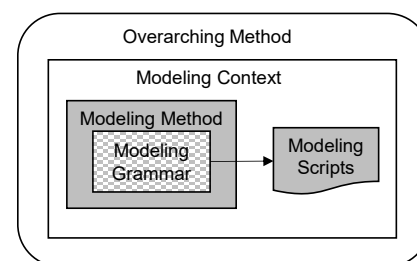 Overarching Method
Modeling Context
Modeling Method
Modeling
Grammar
Modeling
Scripts